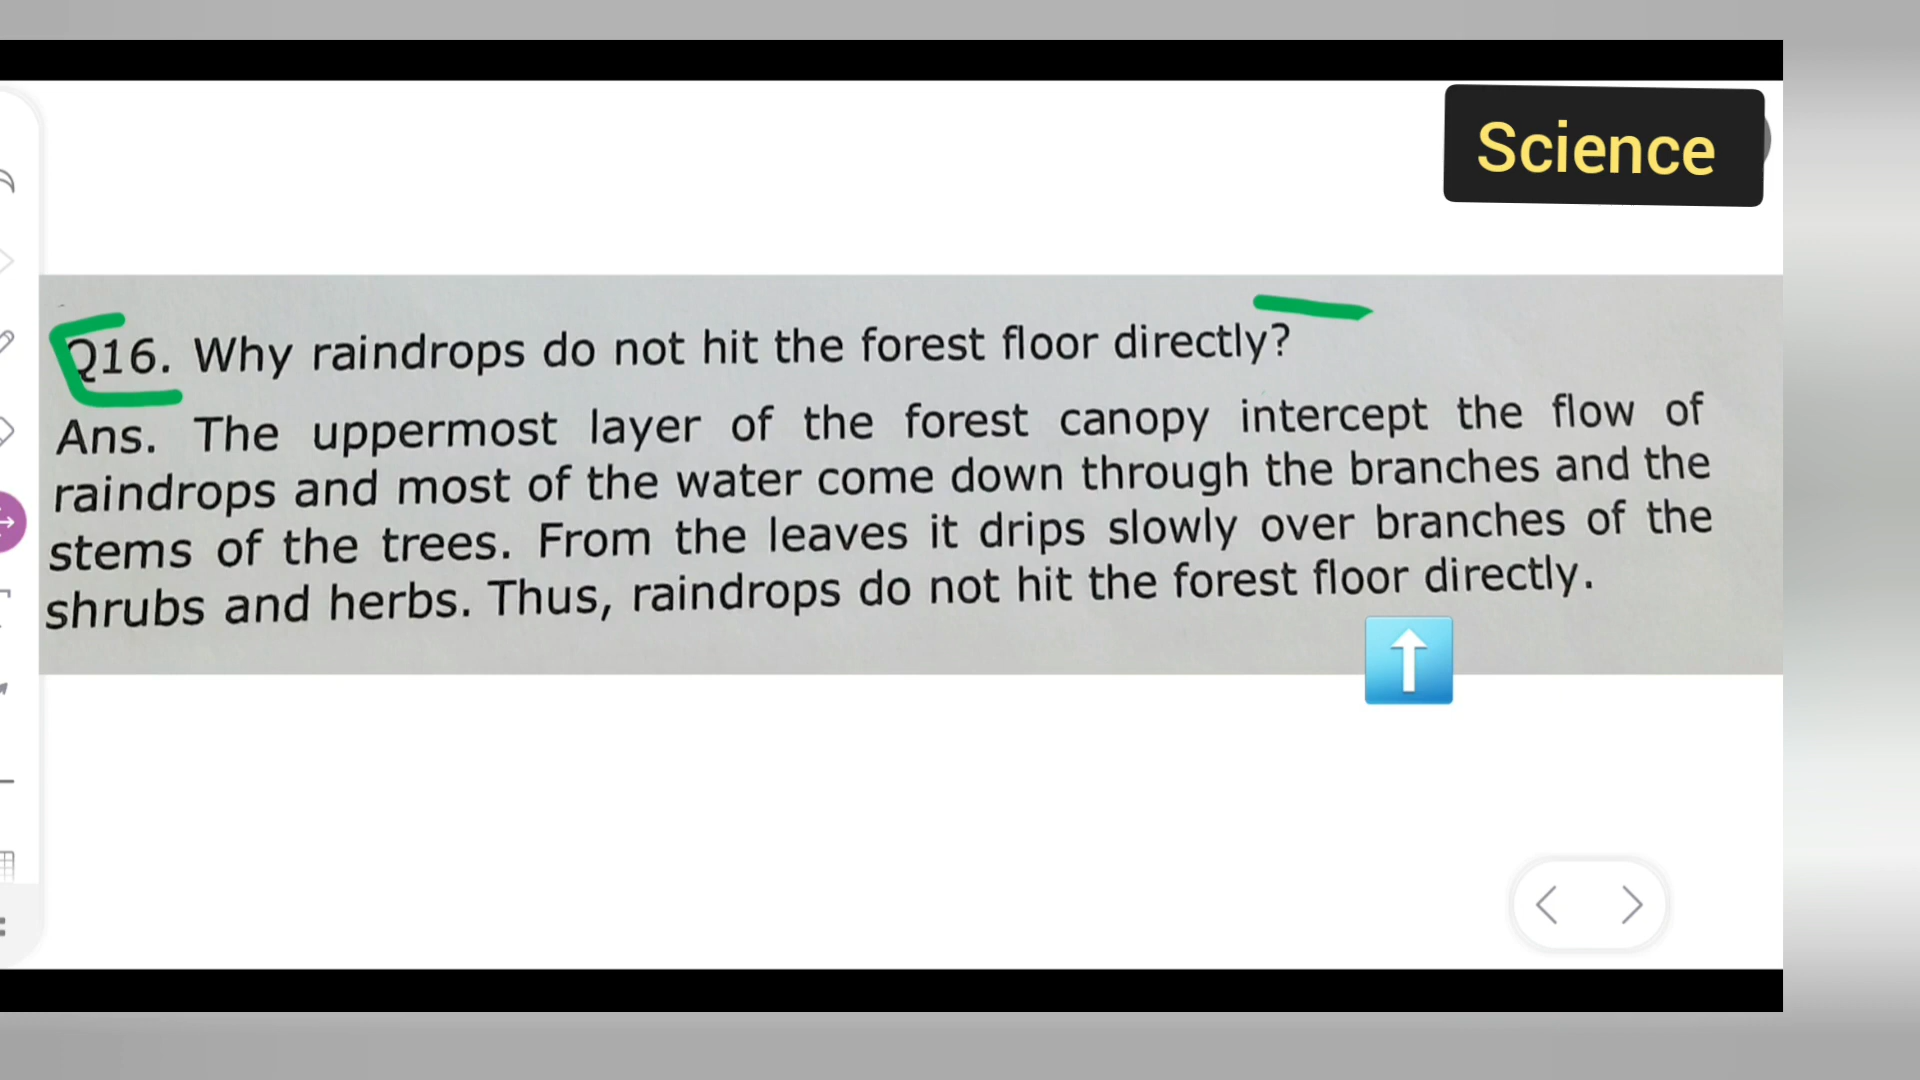 Science
Q16. Why raindrops do not hit the forest floor directly?
Ans. The uppermost layer of the forest canopy intercept the flow of
raindrops and most of the water come down through the branches and the
stems of the trees. From the leaves it drips slowly over branches of the
shrubs and herbs. Thus, raindrops do not hit the forest floor directly.